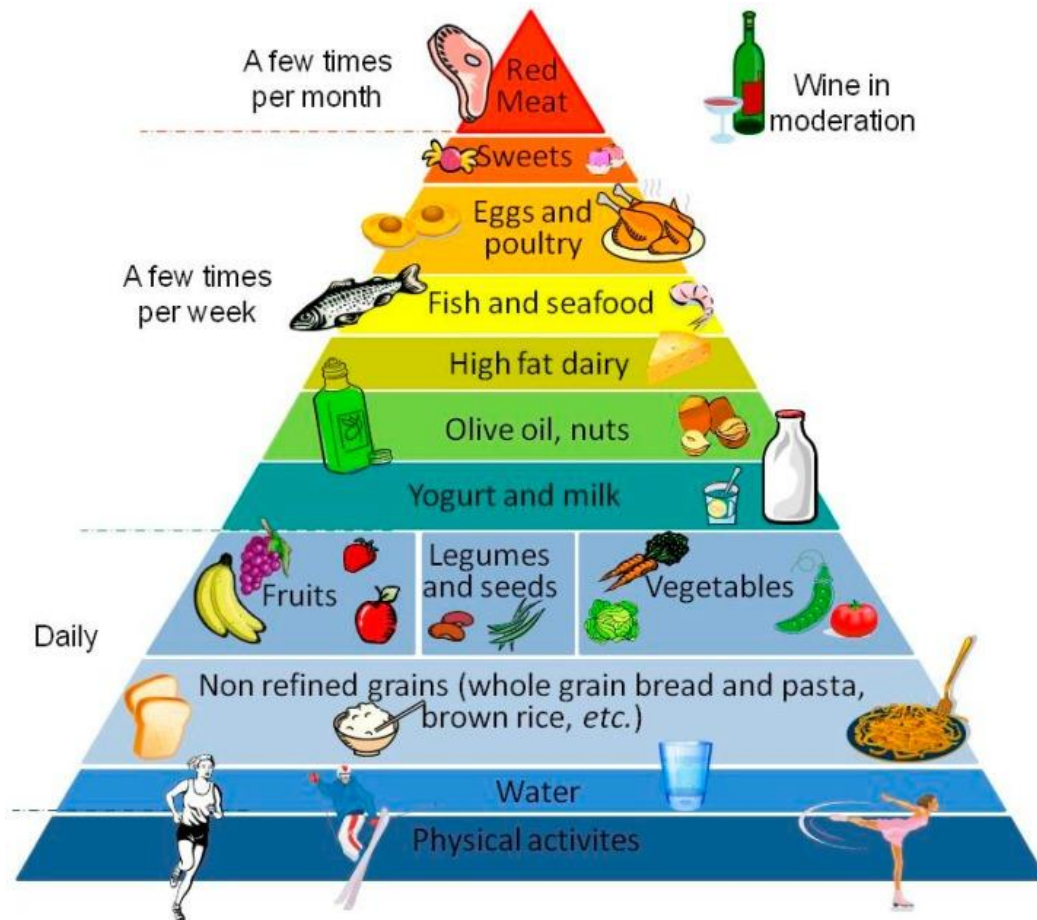 A few times
per month
Red
Meat
Wine in
moderation
Sweets
Eggs and
poultry
A few times
per week
Fish and seafood
High fat dairy
Olive oil, nuts
Yogurt and milk
Fruits
Legumes
and seeds
Vegetables
Daily
Non refined grains (whole grain bread and pasta,
brown rice, etc.)
Water
Physical activites